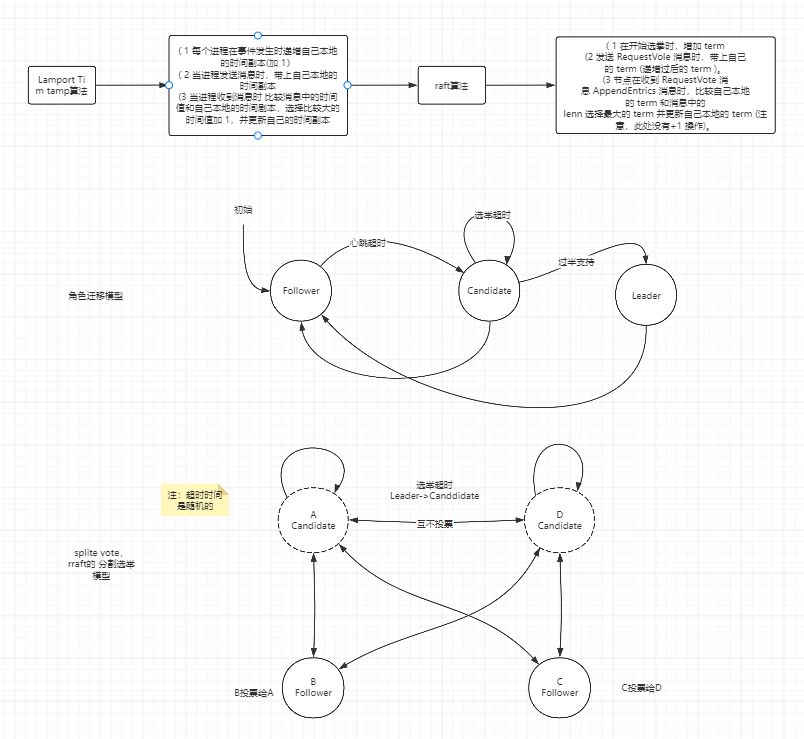 Lamport Ti
m tamp算法
(1 每个进程在事件发生时递增自己本地
的时间副本(加 1)
(2 当进程发送消息时，带上自己本地的
时间副本
(3 当进程收到消息时 比较消息中的时间
值和自己本地的时间副本，选择比较大的
时间值加 1，并更新自己的时间副本
raft算法
(1 在开始选拳时，增加 term
(2 发送 RequestVole 消息时，带上自己
的 term (递增过后的 term )。
(3 节点在收到 RequestVote 消
息 AppendEntrics 消息时，比较自己本地
的 term 和消息中的
lenn 选择最大的 term 并更新自己本地的 term (注
意，此处没有+1 操作)。
初始
心跳超时
选举超时
过半支持
Follower
Candidate
Leader
角色迁移模型
注：超时时间
是随机的
选举超时
Leader->Canddidate
A
Candidate
互不投票
D
Candidate
splite vote，
rraft的 分割选举
模型
B投票给A
B
Follower
C
Follower
C投票给D